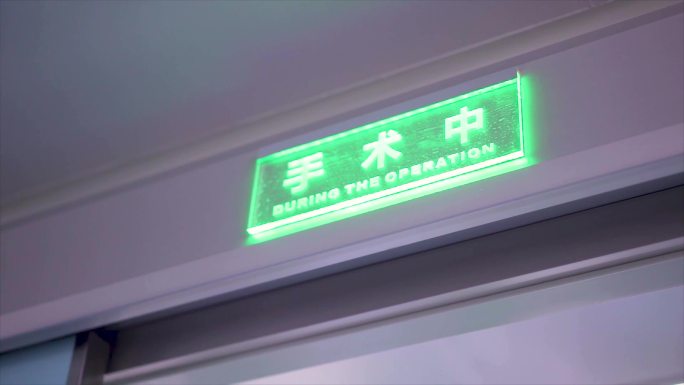 手术中
DURING THE OPERATION